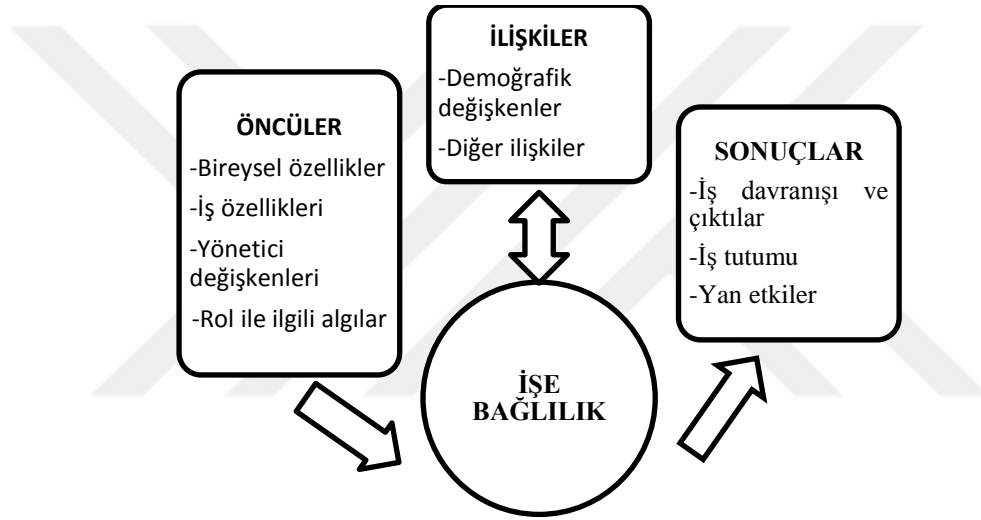 ÖNCÜLER
-Bireysel özellikler
-İş özellikleri
-Yönetici
değişkenleri
-Rol ile ilgili algılar
İLİŞKİLER
-Demoğrafik
değişkenler
-Diğer ilişkiler
SONUÇLAR
-İş davranışı ve
çıktılar
-İş tutumu
-Yan etkiler
İŞE
BAĞLILIK